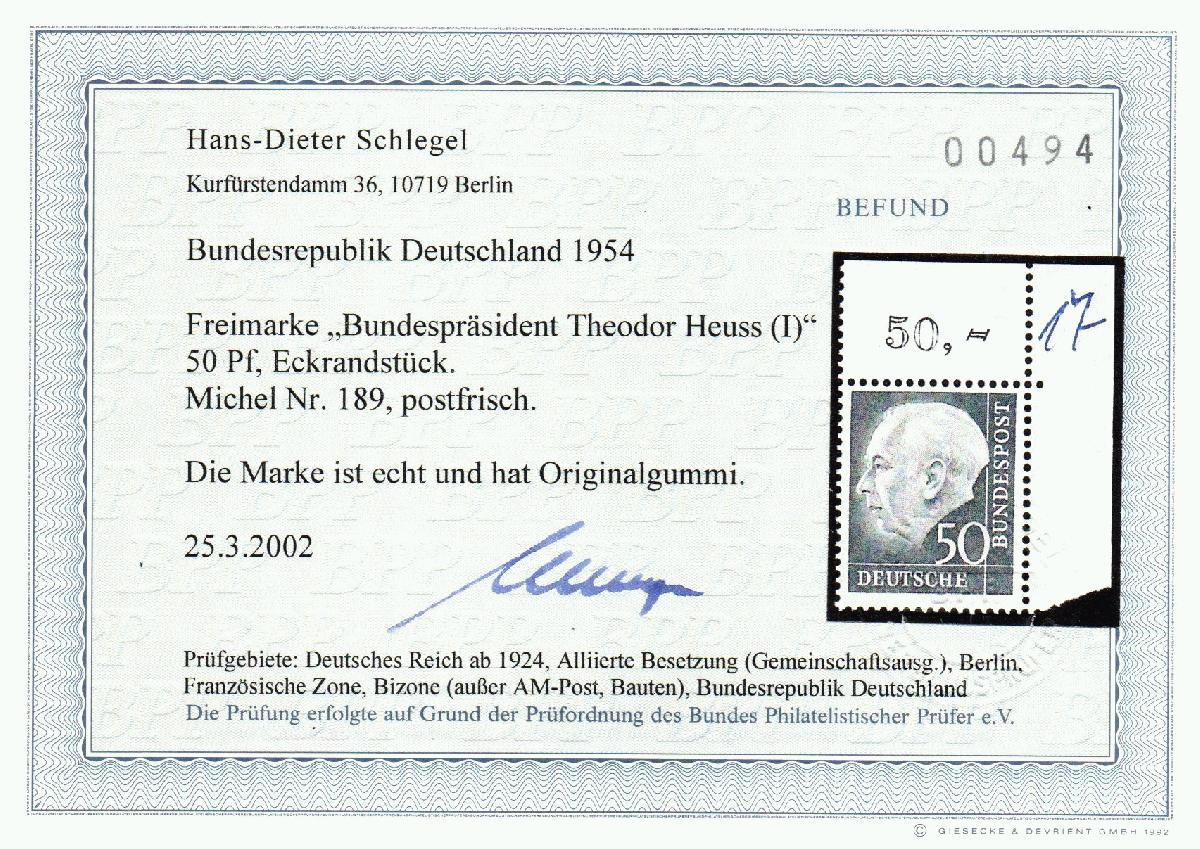 Hans-Dieter Schlegel
00494
Kurfürstendamm 36, 10719 Berlin
BEFUND
Bundesrepublik Deutschland 1954
Freimarke „Bundespräsident Theodor Heuss (I)“
50 Pf, Eckrandstück.
Michel Nr. 189, postfrisch.
50,-
17
BUNDESPOST
50
DEUTSCHE
Die Marke ist echt und hat Originalgummi.
25.3.2002
Prüfgebiete: Deutsches Reich ab 1924, Alliierte Besetzung (Gemeinschaftsausg.), Berlin,
Französische Zone, Bizone (außer AM-Post, Bauten), Bundesrepublik Deutschland
Die Prüfung erfolgte auf Grund der Prüfordnung des Bundes Philatelistischer Prüfer e.V.
© GIESECKE & DEVRIENT GMBH 1992